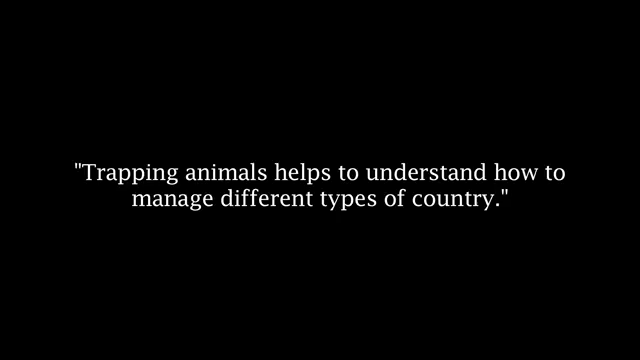 "Trapping animals helps to understand how to
manage different types of country."